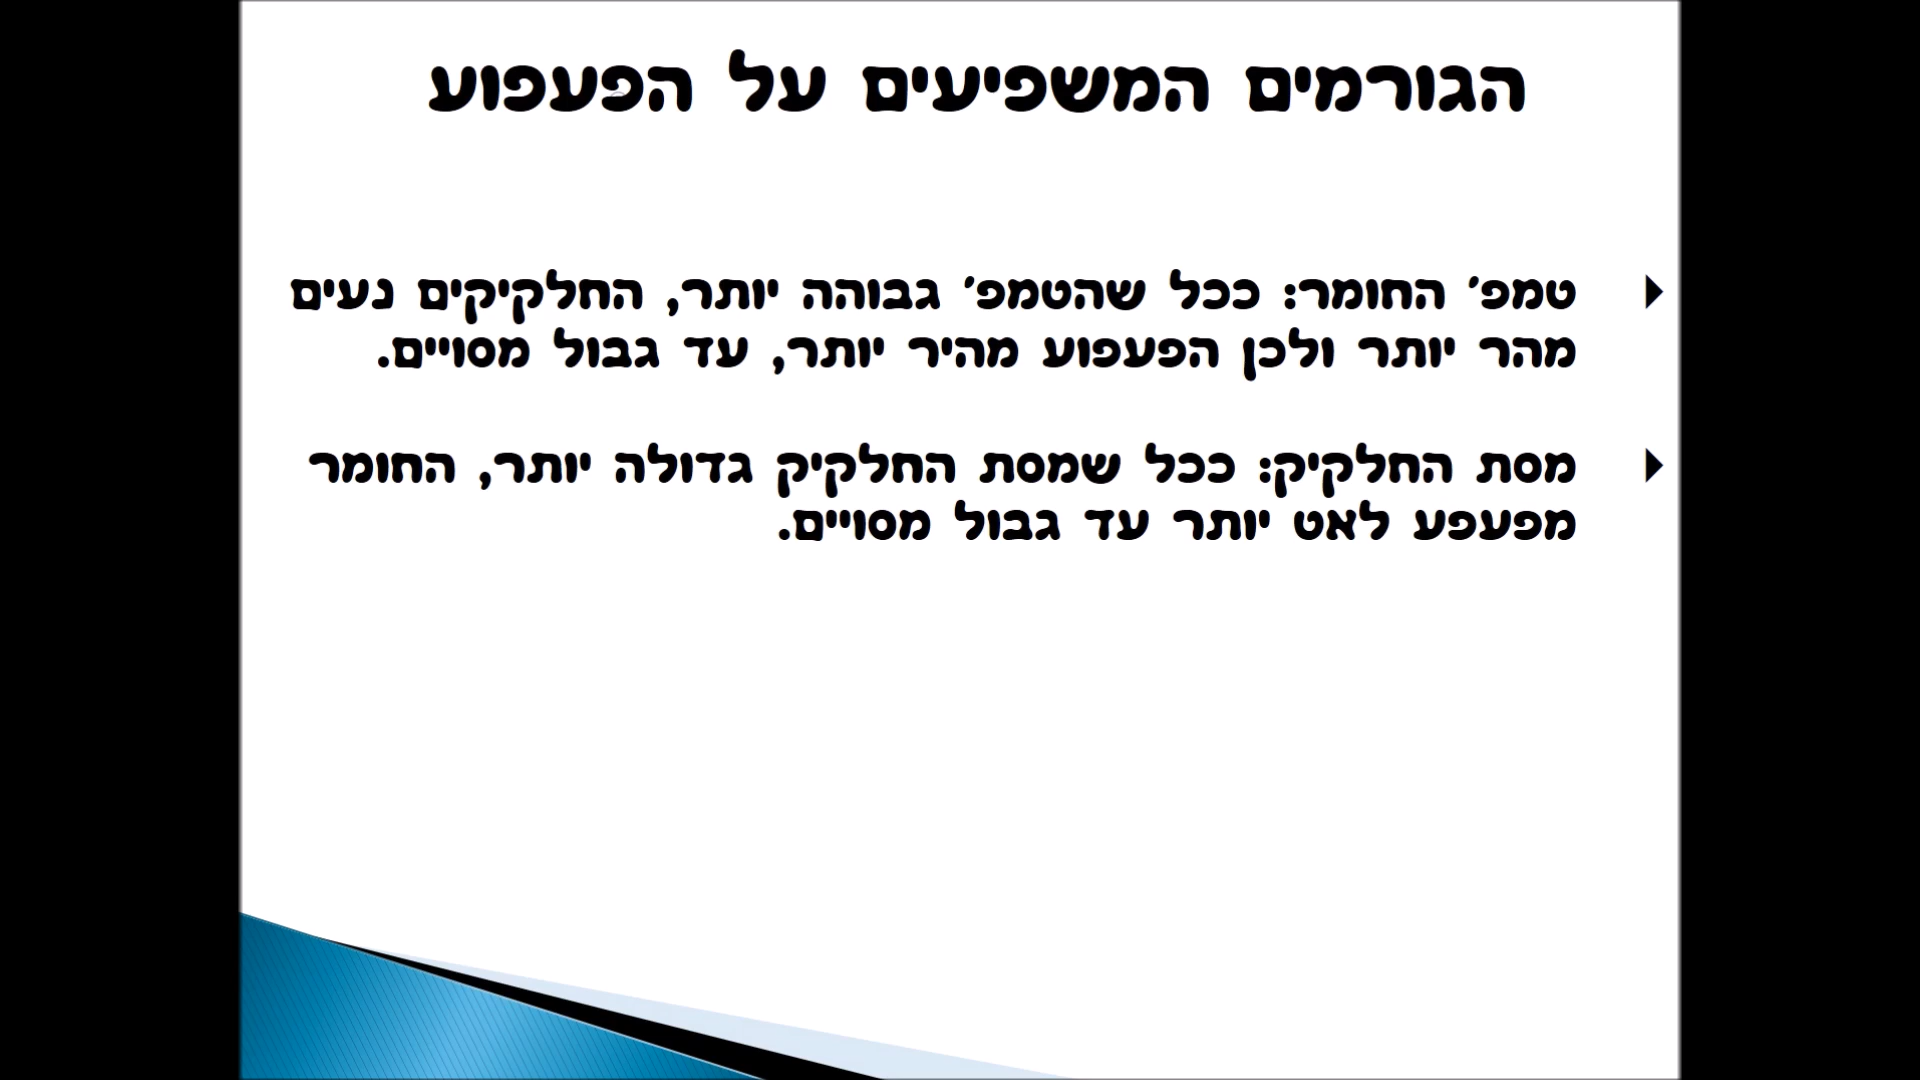 הגורמים המשפיעים על הפעפוע
טמפ' החומר: ככל שהטמפ' גבוהה יותר, החלקיקים נעים
מהר יותר ולכן הפעפוע מהיר יותר, עד גבול מסויים.
מסת החלקיק: ככל שמסת החלקיק גדולה יותר, החומר
מפעפע לאט יותר עד גבול מסויים.